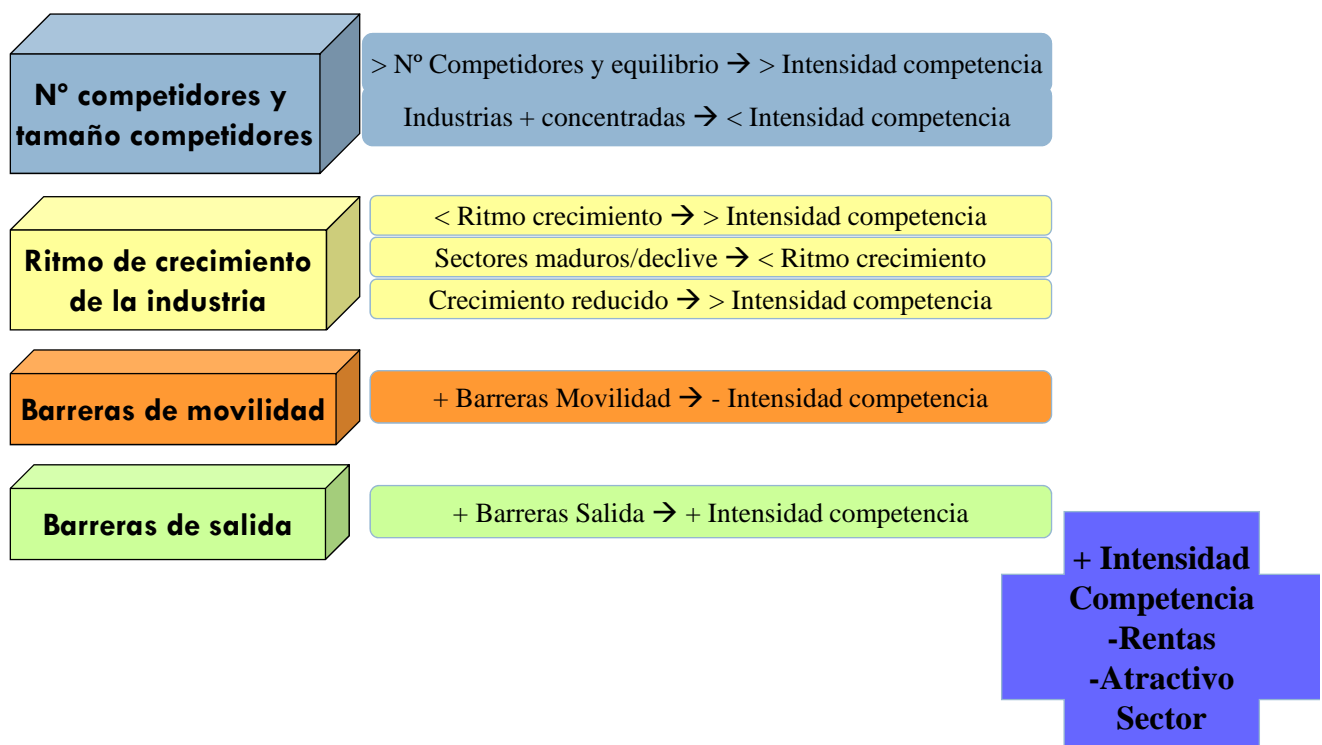 Nº competidores y
tamaño competidores
> Nº Competidores y equilibrio → > Intensidad competencia
Industrias + concentradas → < Intensidad competencia
Ritmo de crecimiento
de la industria
< Ritmo crecimiento → > Intensidad competencia
Sectores maduros/declive → < Ritmo crecimiento
Crecimiento reducido → > Intensidad competencia
Barreras de movilidad
+ Barreras Movilidad → - Intensidad competencia
Barreras de salida
+ Barreras Salida → + Intensidad competencia
+ Intensidad
Competencia
-Rentas
-Atractivo
Sector